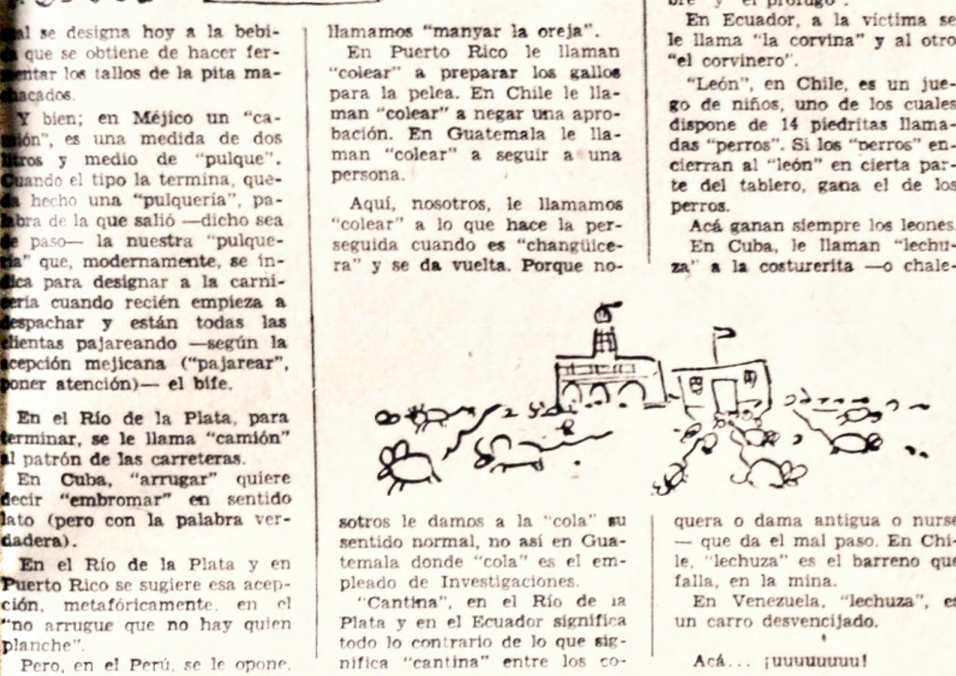 se designa hoy a la bebi-
que se obtiene de hacer fer-
mentar los tallos de la pita ma-
chacados.
Y bien; en Méjico un "ca-
mión", es una medida de dos
litros y medio de "pulque".
Cuando el tipo la termina, que-
da hecho una "pulquería", pa-
labra de la que salió —dicho sea
de paso— la nuestra "pulque-
ría" que, modernamente, se in-
dica para designar a la carni-
cería cuando recién empieza a
despachar y están todas las
clientas pajareando —según la
acepción mejicana ("pajarear",
poner atención)— el bife.
En el Río de la Plata, para
terminar, se le llama "camión"
al patrón de las carreteras.
En Cuba, "arrugar" quiere
decir "embromar" en sentido
lato (pero con la palabra ver-
dadera).
En el Río de la Plata y en
Puerto Rico se sugiere esa acep-
ción, metafóricamente, en el
"no arrugue que no hay quien
planche".
Pero, en el Perú, se le opone.
llamamos "manyar la oreja".
En Puerto Rico le llaman
"colear" a preparar los gallos
para la pelea. En Chile le lla-
man "colear" a negar una apro-
bación. En Guatemala le lla-
man "colear" a seguir a una
persona.
Aquí, nosotros, le llamamos
"colear" a lo que hace la per-
seguida cuando es "changüice-
ra" y se da vuelta. Porque no-
sotros le damos a la "cola" su
sentido normal, no así en Gua-
temala donde "cola" es el em-
pleado de Investigaciones.
"Cantina", en el Río de la
Plata y en el Ecuador significa
todo lo contrario de lo que sig-
nifica "cantina" entre los co-
bre" y "el prófugo".
En Ecuador, a la víctima se
le llama "la corvina" y al otro
"el corvinero".
"León", en Chile, es un jue-
go de niños, uno de los cuales
dispone de 14 piedritas llama-
das "perros". Si los "perros" en-
cierran al "león" en cierta par-
te del tablero, gana el de los
perros.
Acá ganan siempre los leones.
En Cuba, le llaman "lechu-
za" a la costurerita —o chale-
quera o dama antigua o nurse
— que da el mal paso. En Chi-
le, "lechuza" es el barreno que
falla, en la mina.
En Venezuela, "lechuza", es
un carro desvencijado.
Acá... ¡uuuuuuuu!